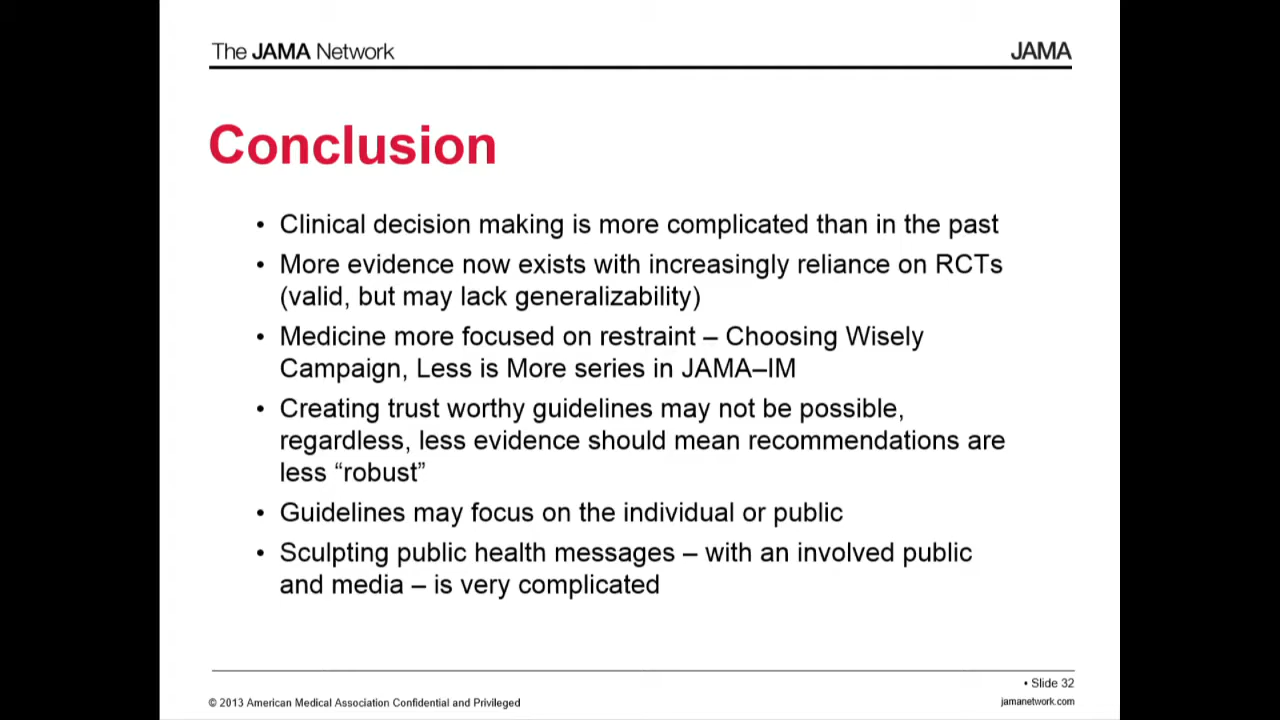 The JAMA Network
JAMA
Conclusion
• Clinical decision making is more complicated than in the past
• More evidence now exists with increasingly reliance on RCTs
(valid, but may lack generalizability)
• Medicine more focused on restraint – Choosing Wisely
Campaign, Less is More series in JAMA–IM
• Creating trust worthy guidelines may not be possible,
regardless, less evidence should mean recommendations are
less “robust”
• Guidelines may focus on the individual or public
• Sculpting public health messages – with an involved public
and media – is very complicated
• Slide 32
© 2013 American Medical Association Confidential and Privileged
jamanetwork.com